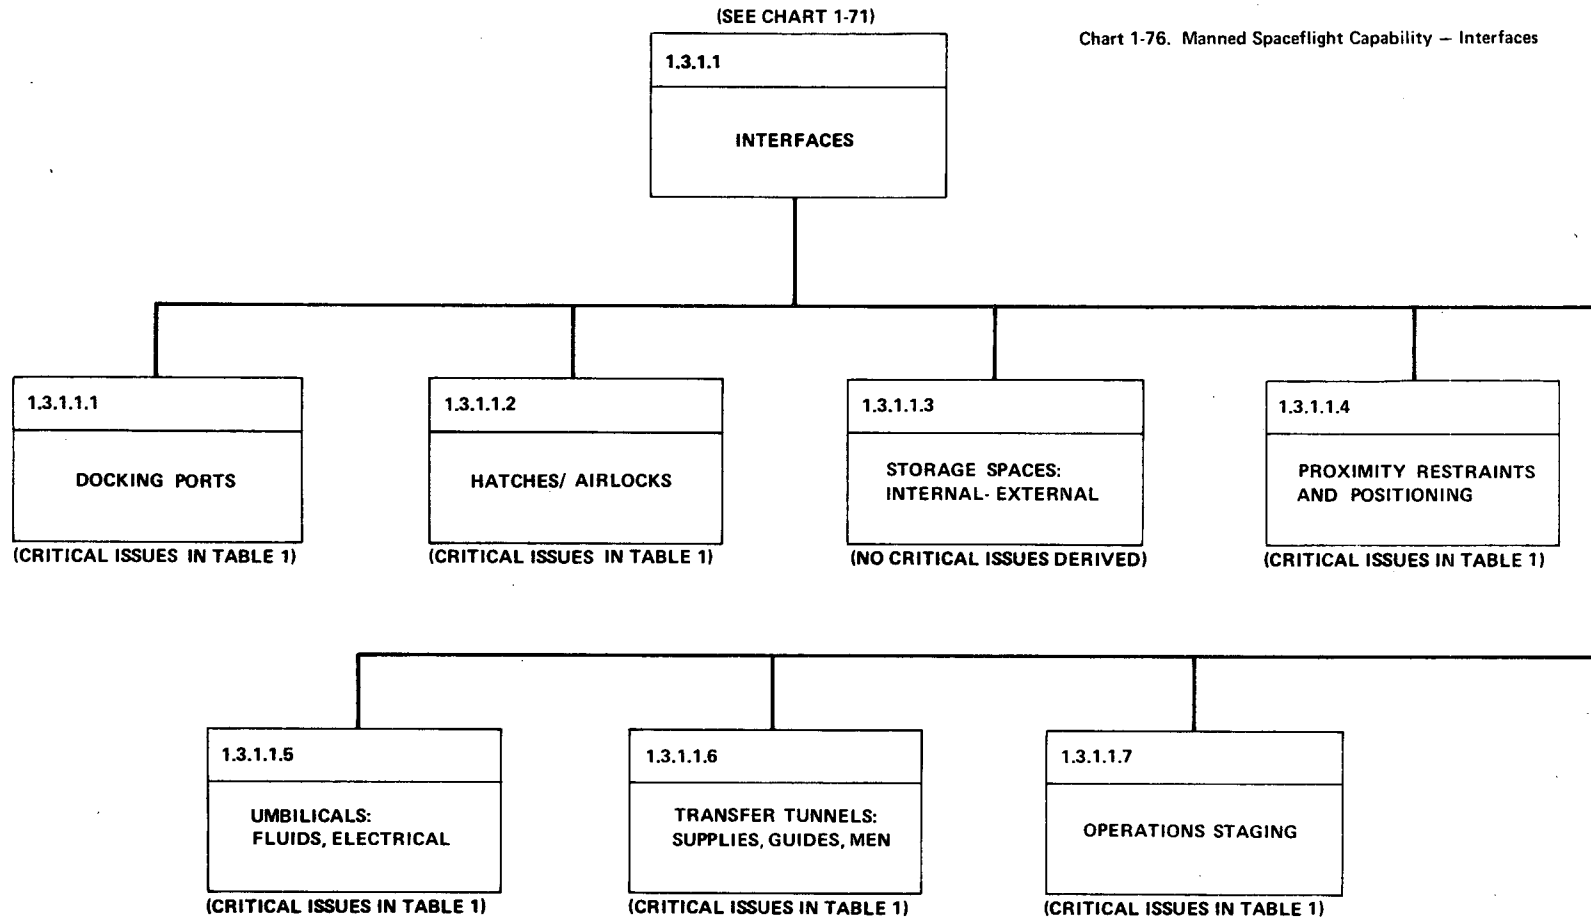 (SEE CHART 1-71)
Chart 1-76. Manned Spaceflight Capability — Interfaces
1.3.1.1
INTERFACES
1.3.1.1.1
DOCKING PORTS
(CRITICAL ISSUES IN TABLE 1)
1.3.1.1.2
HATCHES/ AIRLOCKS
(CRITICAL ISSUES IN TABLE 1)
1.3.1.1.3
STORAGE SPACES:
INTERNAL- EXTERNAL
(NO CRITICAL ISSUES DERIVED)
1.3.1.1.4
PROXIMITY RESTRAINTS
AND POSITIONING
(CRITICAL ISSUES IN TABLE 1)
1.3.1.1.5
UMBILICALS:
FLUIDS, ELECTRICAL
(CRITICAL ISSUES IN TABLE 1)
1.3.1.1.6
TRANSFER TUNNELS:
SUPPLIES, GUIDES, MEN
(CRITICAL ISSUES IN TABLE 1)
1.3.1.1.7
OPERATIONS STAGING
(CRITICAL ISSUES IN TABLE 1)